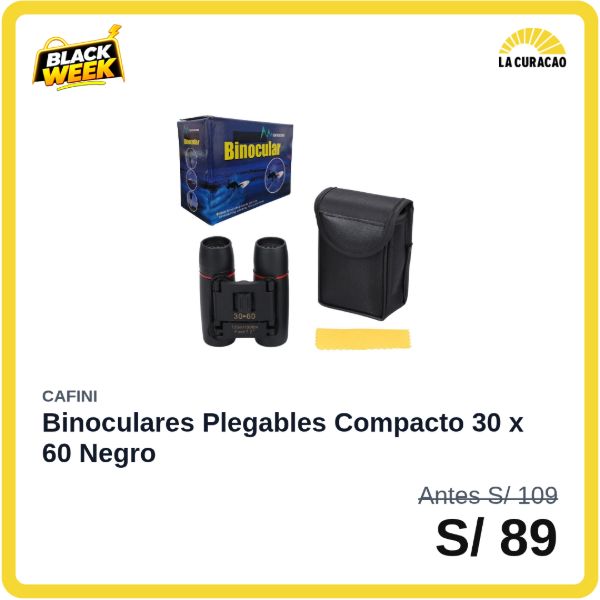 BLACK
WEEK
LA CURACAO
Binocular
30×60
CAFINI
Binoculares Plegables Compacto 30 x
60 Negro
Antes S/ 109
S/ 89